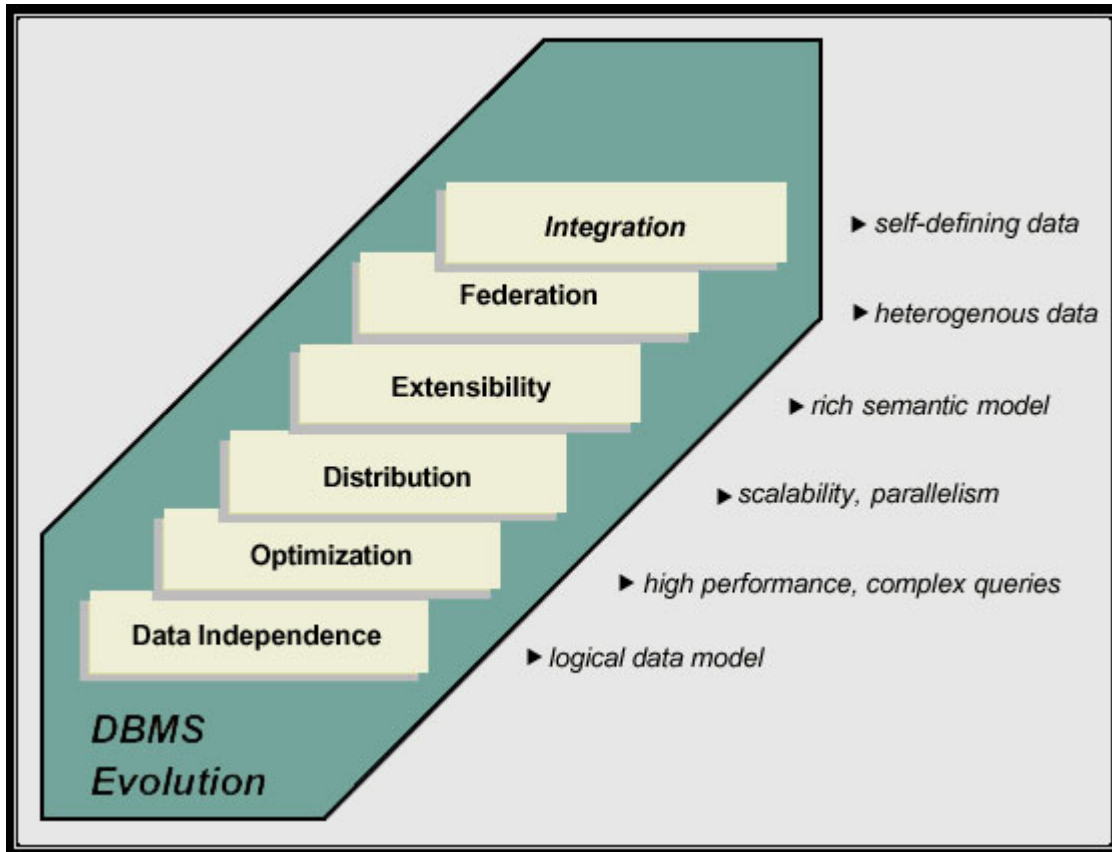 Integration
► self-defining data
Federation
► heterogenous data
Extensibility
► rich semantic model
Distribution
► scalability, parallelism
Optimization
► high performance, complex queries
Data Independence
► logical data model
DBMS
Evolution